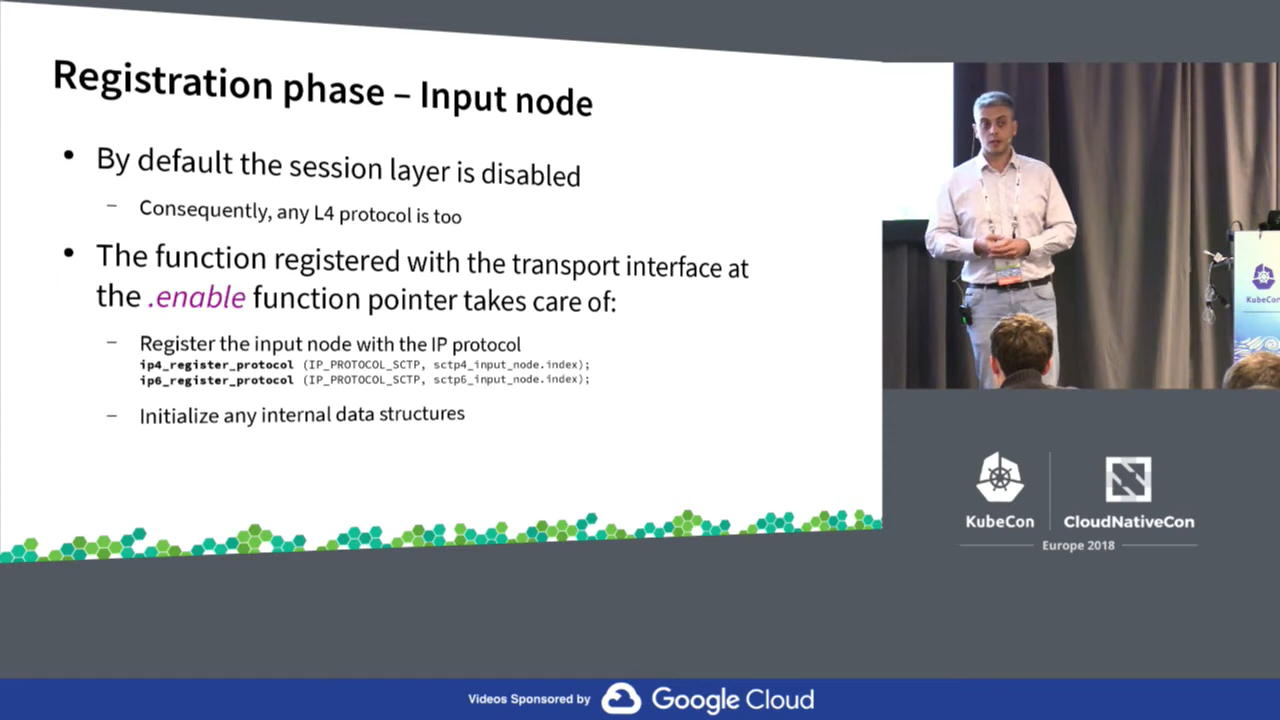 Registration phase – Input node
• By default the session layer is disabled
– Consequently, any L4 protocol is too
• The function registered with the transport interface at
the .enable function pointer takes care of:
– Register the input node with the IP protocol
ip4_register_protocol (IP_PROTOCOL_SCTP, sctp4_input_node.index);
ip6_register_protocol (IP_PROTOCOL_SCTP, sctp6_input_node.index);
– Initialize any internal data structures
KubeCon
KubeCon
CloudNativeCon
Europe 2018
Videos Sponsored by
Google Cloud